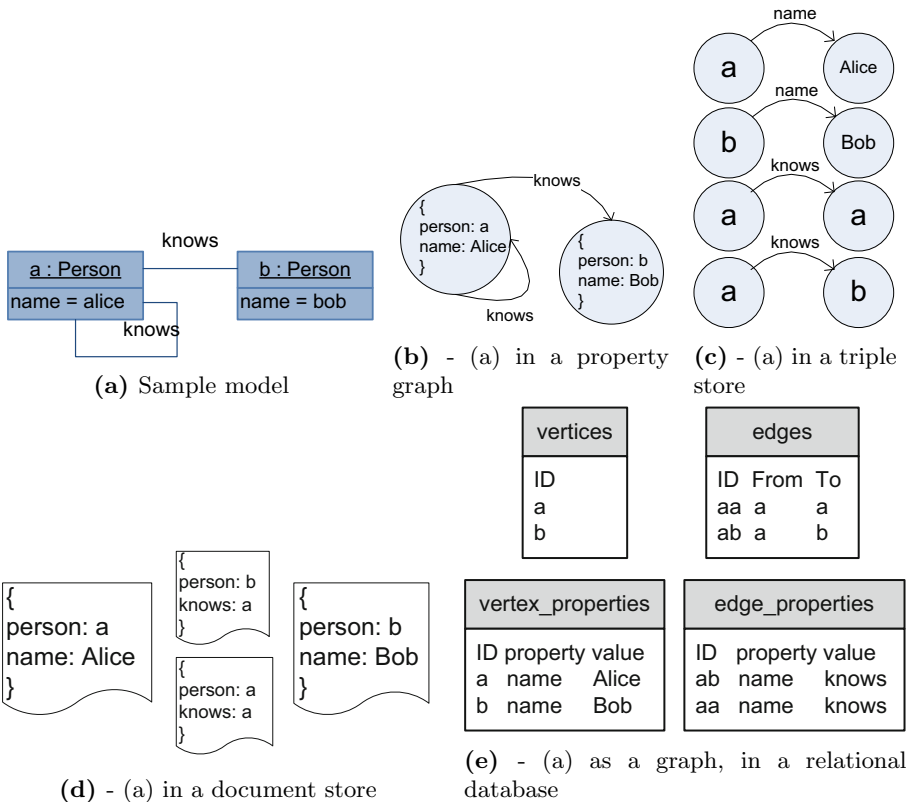 knows
a : Person
name = alice
b : Person
name = bob
knows
(a) Sample model
knows
{
person: a
name: Alice
}
{
person: b
name: Bob
}
knows
(b) - (a) in a property
graph
name
a
Alice
name
b
Bob
knows
a
a
knows
a
b
(c) - (a) in a triple
store
{
person: a
name: Alice
}
{
person: b
knows: a
}
{
person: a
knows: a
}
{
person: b
name: Bob
}
(d) - (a) in a document store
vertices
ID
a
b
edges
ID From To
aa a a
ab a b
vertex_properties
ID property value
a name Alice
b name Bob
edge_properties
ID property value
ab name knows
aa name knows
(e) - (a) as a graph, in a relational
database